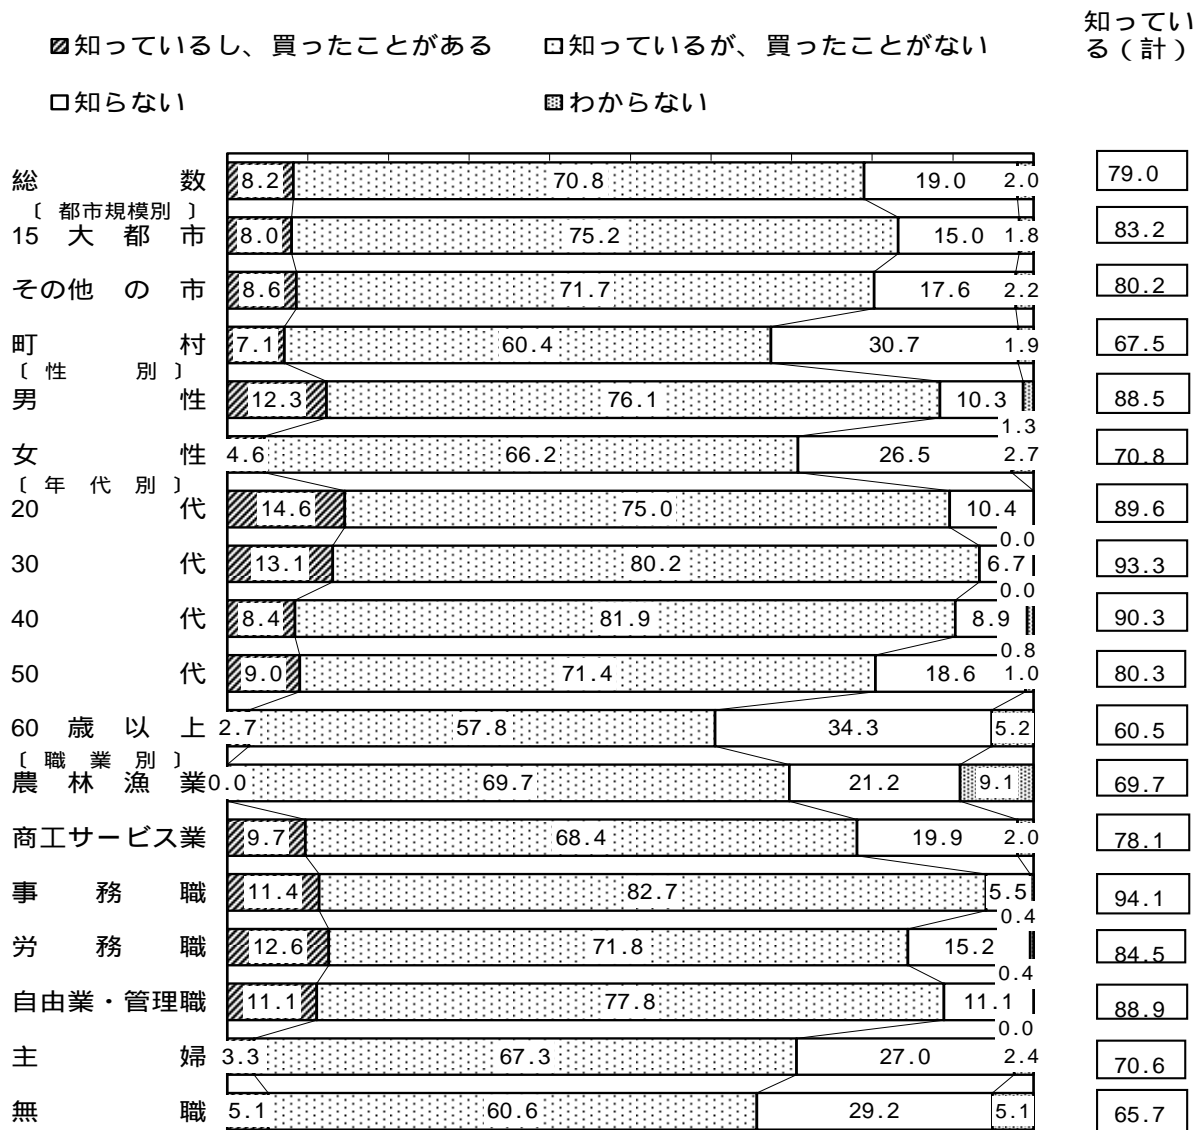 知っているし、買ったことがある 知っているが、買ったことがない 知ってい
る(計)
知らない わからない
総数 8.2 70.8 19.0 2.0 79.0
〔都市規模別〕
15大都市 8.0 75.2 15.0 1.8 83.2
その他の市 8.6 71.7 17.6 2.2 80.2
町村 7.1 60.4 30.7 1.9 67.5
〔性別〕
男性 12.3 76.1 10.3 1.3 88.5
女性 4.6 66.2 26.5 2.7 70.8
〔年代別〕
20代 14.6 75.0 10.4 0.0 89.6
30代 13.1 80.2 6.7 0.0 93.3
40代 8.4 81.9 8.9 0.8 90.3
50代 9.0 71.4 18.6 1.0 80.3
60歳以上 2.7 57.8 34.3 5.2 60.5
〔職業別〕
農林漁業 0.0 69.7 21.2 9.1 69.7
商工サービス業 9.7 68.4 19.9 2.0 78.1
事務職 11.4 82.7 5.5 0.4 94.1
労務職 12.6 71.8 15.2 0.4 84.5
自由業・管理職 11.1 77.8 11.1 0.0 88.9
主婦 3.3 67.3 27.0 2.4 70.6
無職 5.1 60.6 29.2 5.1 65.7